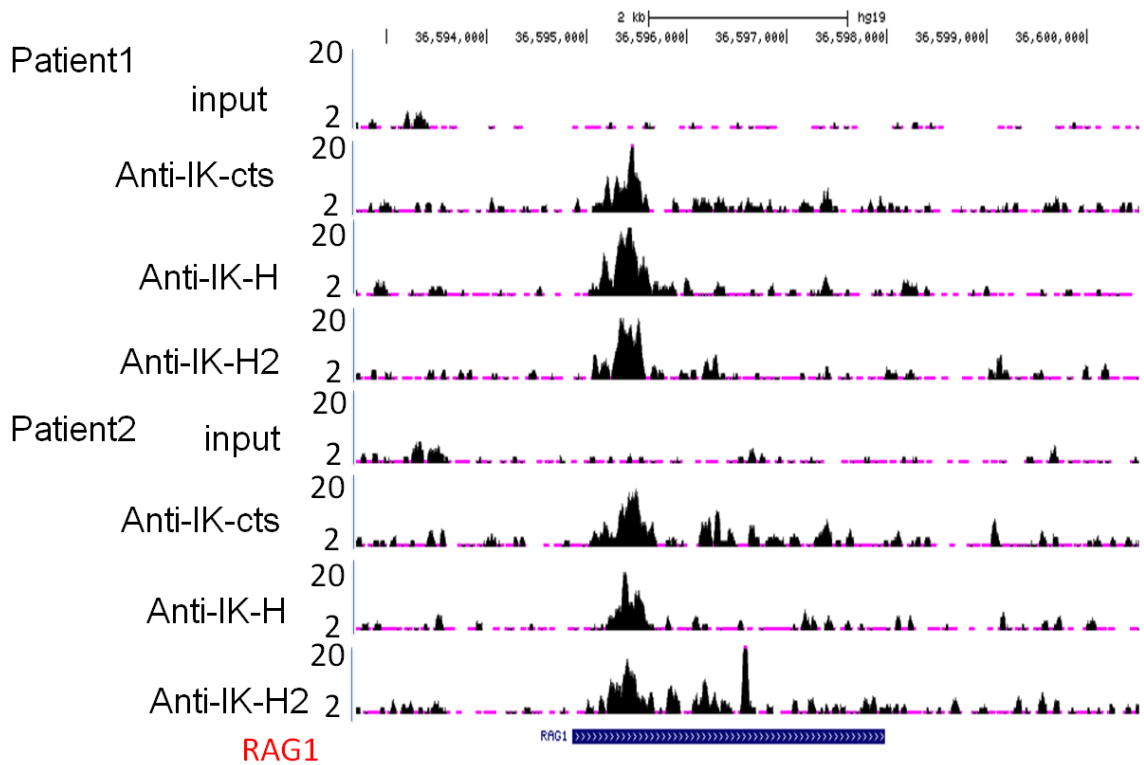 2 kb hg19
36,594,000| 36,595,000| 36,596,000| 36,597,000| 36,598,000| 36,599,000| 36,600,000|
Patient1
20
input
2
20
Anti-IK-cts
2
20
Anti-IK-H
2
20
Anti-IK-H2
2
Patient2
20
input
2
20
Anti-IK-cts
2
20
Anti-IK-H
2
20
Anti-IK-H2
2
RAG1
RAG1